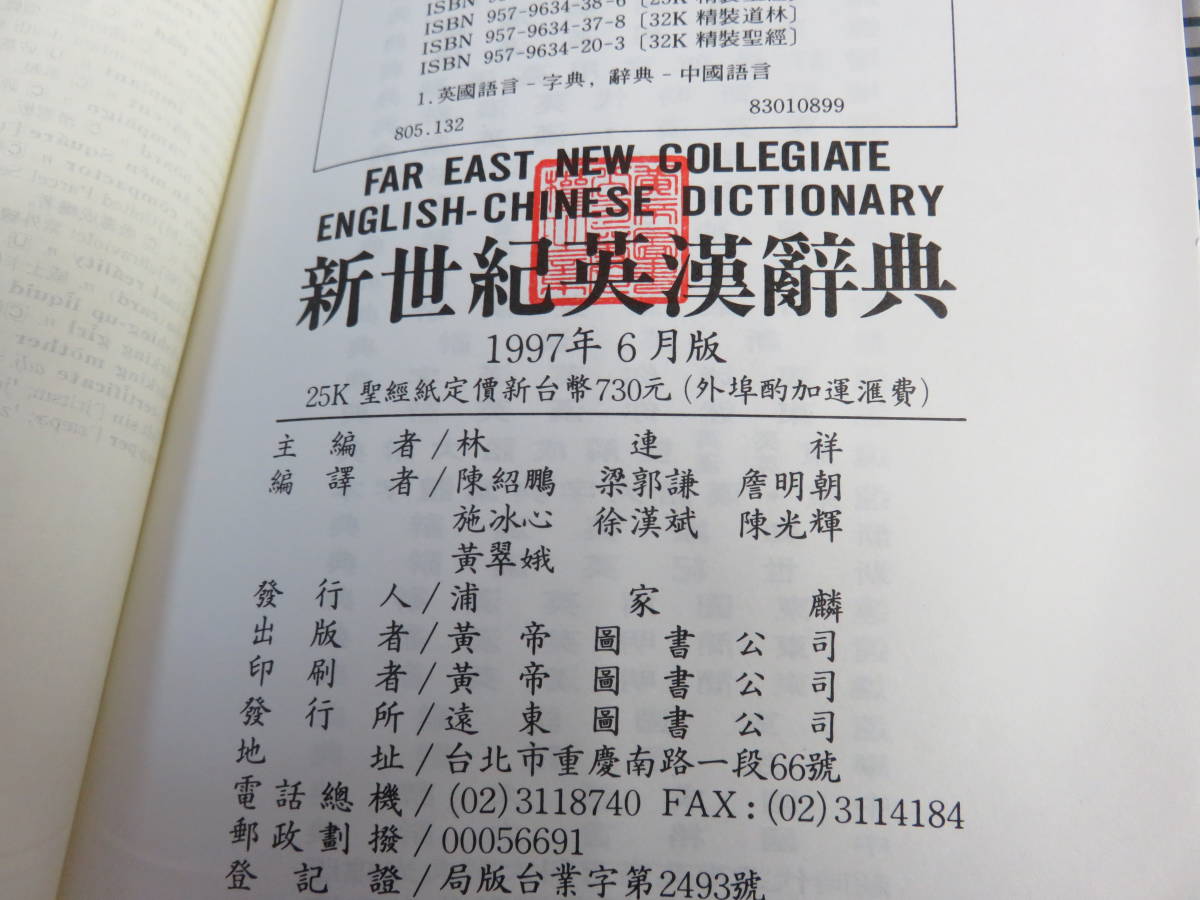 ISBN 957-9634-37-8〔32K 精裝道林〕
ISBN 957-9634-20-3〔32K 精裝聖經〕
1.英國語言－字典，辭典－中國語言
805.132 83010899
FAR EAST NEW COLLEGIATE
ENGLISH-CHINESE DICTIONARY
新世紀英漢辭典
1997年 6 月版
25K 聖經紙定價新台幣730元 (外埠酌加運滙費)
主編者/林連祥
編譯者/陳紹鵬 梁郭謙 詹明朝
施冰心 徐漢斌 陳光輝
黃翠娥
發行人/浦家麟
出版者/黃帝圖書公司
印刷者/黃帝圖書公司
發行所/遠東圖書公司
地址/台北市重慶南路一段66號
電話總機/(02)3118740 FAX:(02)3114184
郵政劃撥/00056691
登記證/局版台業字第2493號